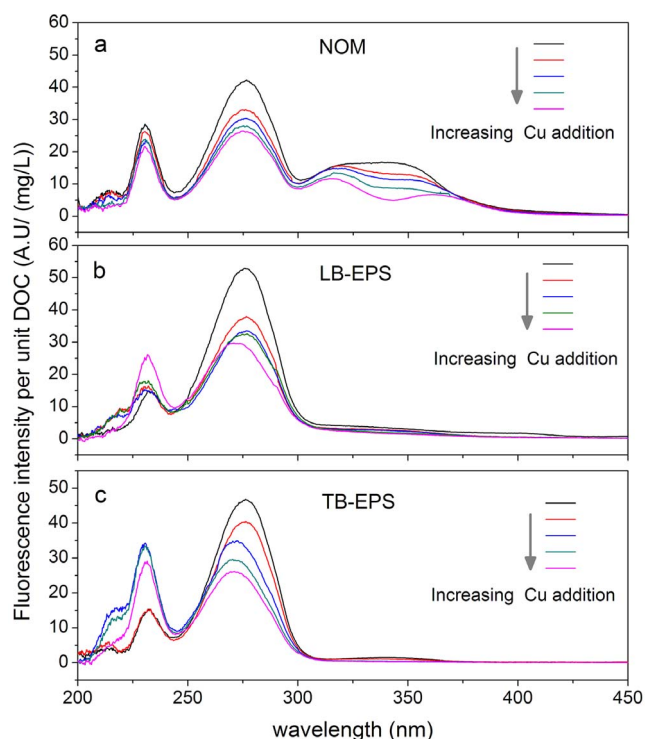 Fluorescence intensity per unit DOC (A.U/ (mg/L))
60
50
40
30
20
10
0
a
NOM
Increasing Cu addition
60
50
40
30
20
10
0
b
LB-EPS
Increasing Cu addition
50
40
30
20
10
0
c
TB-EPS
Increasing Cu addition
200 250 300 350 400 450
wavelength (nm)